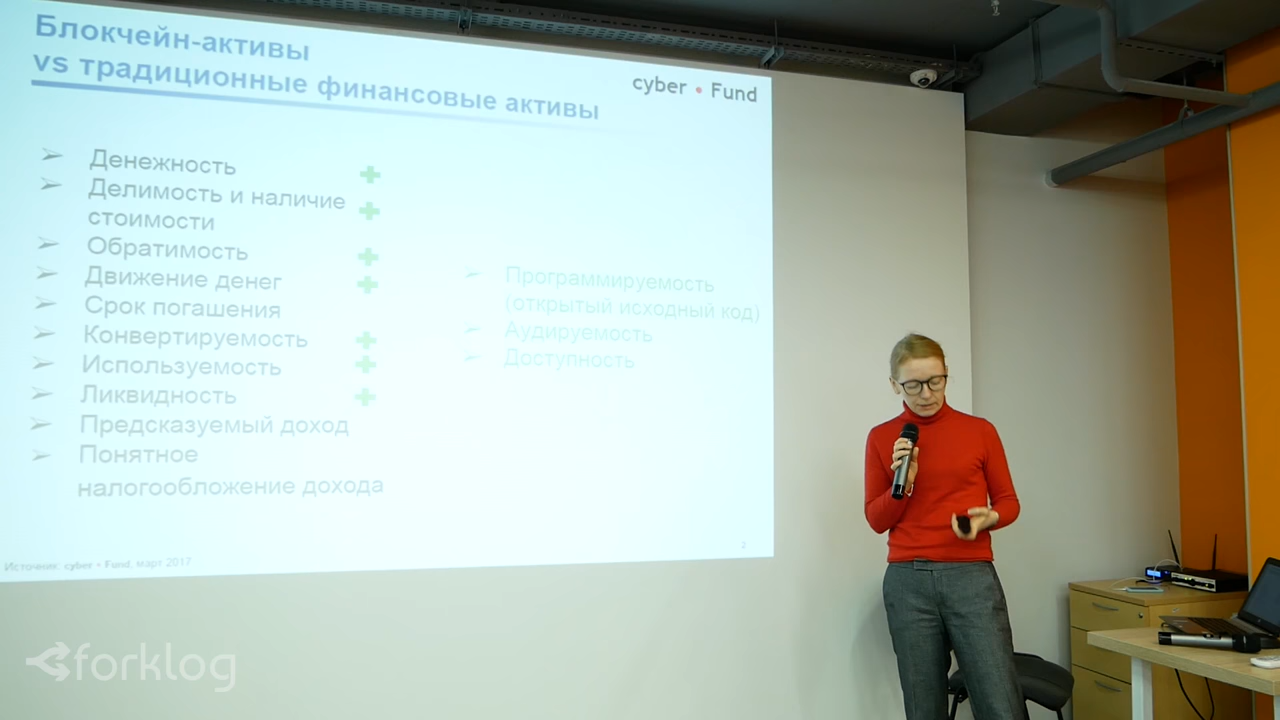 Блокчейн-активы
vs традиционные финансовые активы
cyber • Fund
Денежность
Делимость и наличие
стоимости
Обратимость
Движение денег
Срок погашения
Конвертируемость
Используемость
Ликвидность
Предсказуемый доход
Понятное
налогообложение дохода
Программируемость
(открытый исходный код)
Аудируемость
Доступность
2
Источник: cyber • Fund, март 2017
forklog